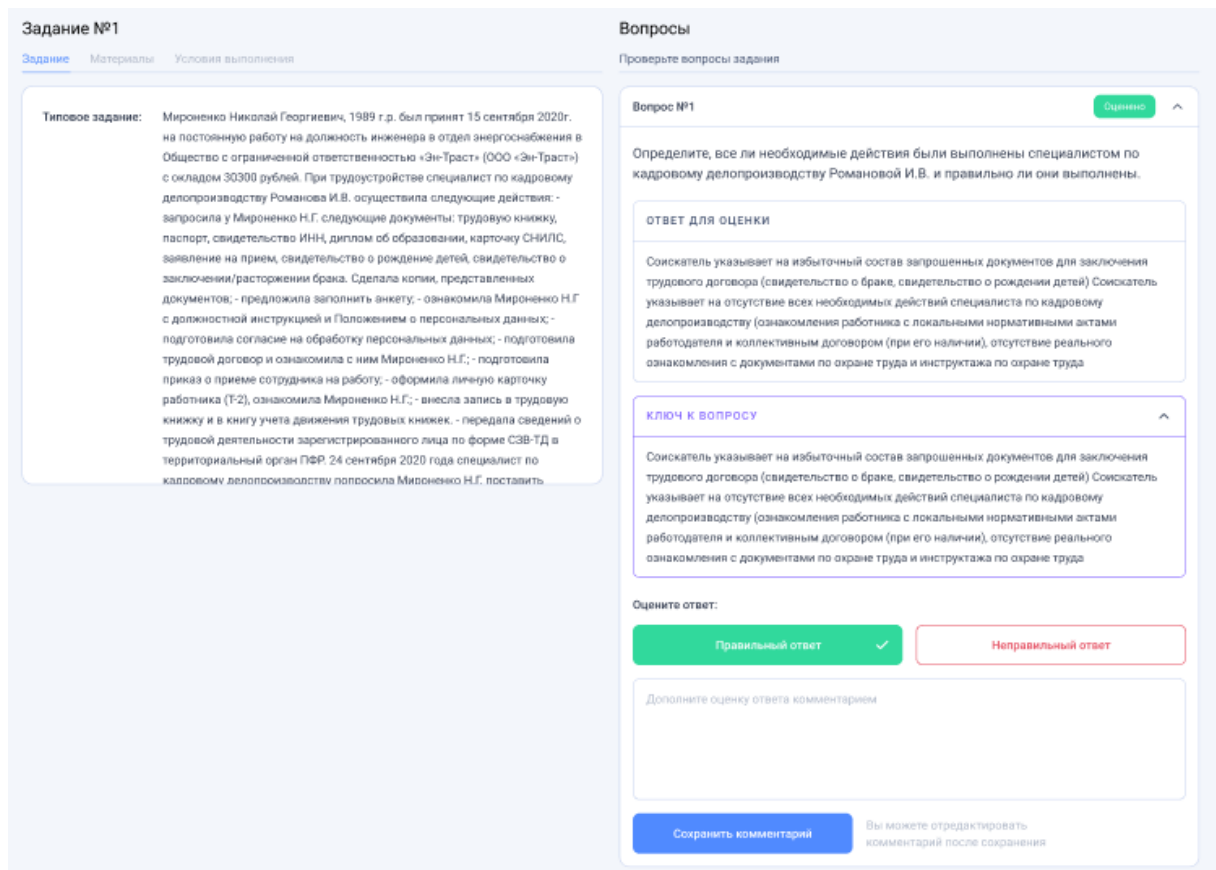 Задание №1
Задание Материалы Условия выполнения
Типовое задание:
Мироненко Николай Георгиевич, 1989 г.р. был принят 15 сентября 2020г.
на постоянную работу на должность инженера в отдел энергоснабжения в
Общество с ограниченной ответственностью «Эн-Траст» (ООО «Эн-Траст»)
с окладом 30300 рублей. При трудоустройстве специалист по кадровому
делопроизводству Романова И.В. осуществила следующие действия: -
запросила у Мироненко Н.Г. следующие документы: трудовую книжку,
паспорт, свидетельство ИНН, диплом об образовании, карточку СНИЛС,
заявление на прием, свидетельство о рождение детей, свидетельство о
заключении/расторжении брака. Сделала копии, представленных
документов; - предложила заполнить анкету; - ознакомила Мироненко Н.Г
с должностной инструкцией и Положением о персональных данных; -
подготовила согласие на обработку персональных данных; - подготовила
трудовой договор и ознакомила с ним Мироненко Н.Г.; - подготовила
приказ о приеме сотрудника на работу; - оформила личную карточку
работника (Т-2), ознакомила Мироненко Н.Г.; - внесла запись в трудовую
книжку и в книгу учета движения трудовых книжек. - передала сведений о
трудовой деятельности зарегистрированного лица по форме СЗВ-ТД в
территориальный орган ПФР. 24 сентября 2020 года специалист по
кадровому делопроизводству попросила Мироненко Н.Г. поставить
Вопросы
Проверьте вопросы задания
Вопрос №1
Оценено
Определите, все ли необходимые действия были выполнены специалистом по
кадровому делопроизводству Романовой И.В. и правильно ли они выполнены.
ОТВЕТ ДЛЯ ОЦЕНКИ
Соискатель указывает на избыточный состав запрошенных документов для заключения
трудового договора (свидетельство о браке, свидетельство о рождении детей) Соискатель
указывает на отсутствие всех необходимых действий специалиста по кадровому
делопроизводству (ознакомления работника с локальными нормативными актами
работодателя и коллективным договором (при его наличии), отсутствие реального
ознакомления с документами по охране труда и инструктажа по охране труда
КЛЮЧ К ВОПРОСУ
Соискатель указывает на избыточный состав запрошенных документов для заключения
трудового договора (свидетельство о браке, свидетельство о рождении детей) Соискатель
указывает на отсутствие всех необходимых действий специалиста по кадровому
делопроизводству (ознакомления работника с локальными нормативными актами
работодателя и коллективным договором (при его наличии), отсутствие реального
ознакомления с документами по охране труда и инструктажа по охране труда
Оцените ответ:
Правильный ответ
Неправильный ответ
Дополните оценку ответа комментарием
Сохранить комментарий
Вы можете отредактировать
комментарий после сохранения